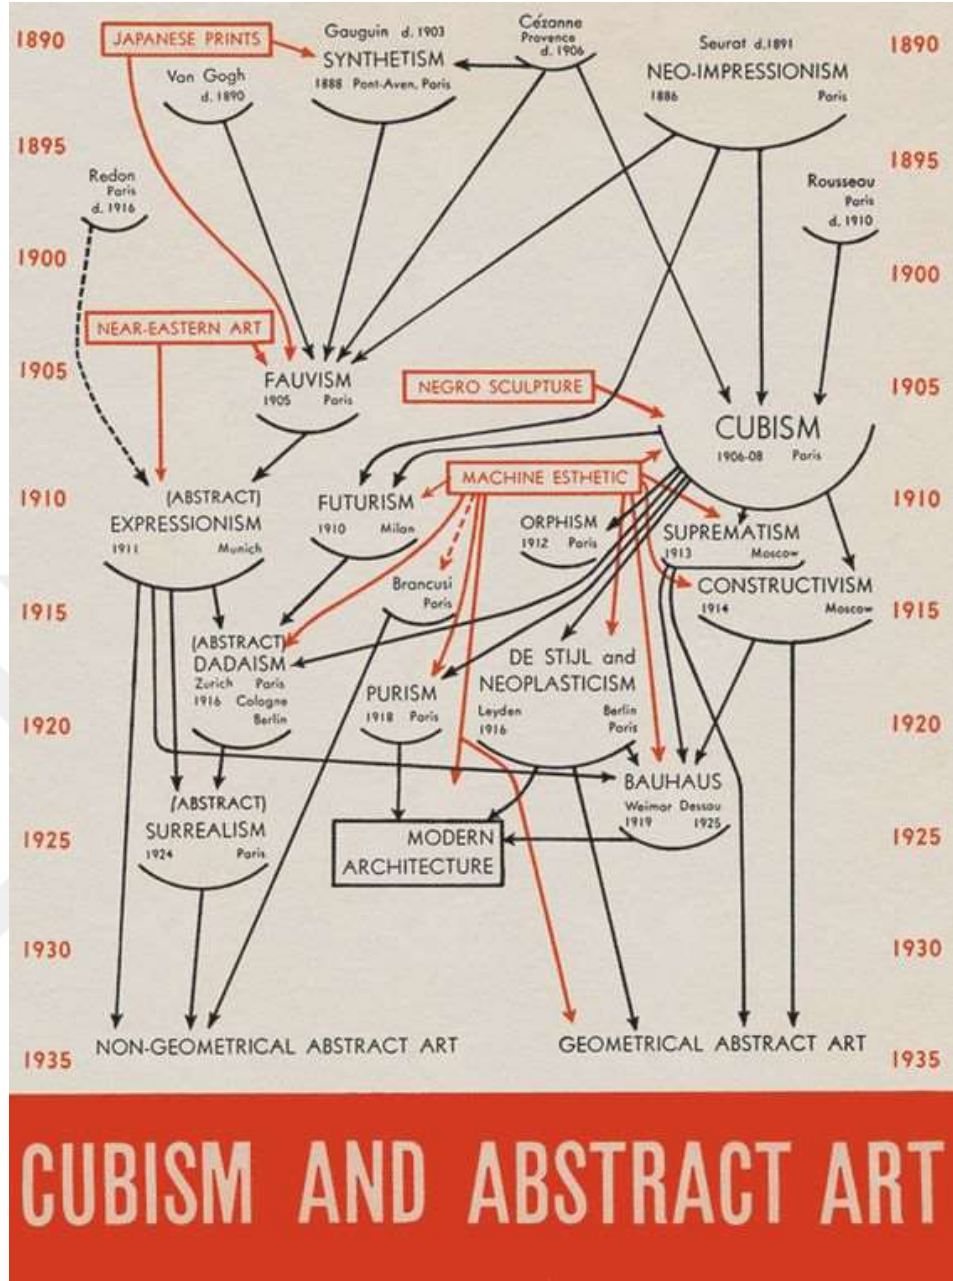 1890
JAPANESE PRINTS
Gauguin d. 1903
SYNTHETISM
1888 Pont-Aven, Paris
Cézanne
Provence
d. 1906
Seurat d.1891
NEO-IMPRESSIONISM
1886 Paris
1890
Van Gogh
d. 1890
1895
1895
Redon
Paris
d. 1916
Rousseau
Paris
d. 1910
1900
1900
NEAR-EASTERN ART
1905
FAUVISM
1905 Paris
NEGRO SCULPTURE
1905
CUBISM
1906-08 Paris
1910
(ABSTRACT)
EXPRESSIONISM
1911 Munich
FUTURISM
1910 Milan
MACHINE ESTHETIC
ORPHISM
1912 Paris
SUPREMATISM
1913 Moscow
1910
Brancusi
Paris
CONSTRUCTIVISM
1914 Moscow
1915
1915
(ABSTRACT)
DADAISM
Zurich Paris
1916 Cologne
Berlin
PURISM
1918 Paris
DE STIJL and
NEOPLASTICISM
Leyden Berlin
1916 Paris
1920
1920
(ABSTRACT)
SURREALISM
1924 Paris
BAUHAUS
Weimar Dessau
1919 1925
1925
MODERN
ARCHITECTURE
1925
1930
1930
NON-GEOMETRICAL ABSTRACT ART
GEOMETRICAL ABSTRACT ART
1935
1935
CUBISM AND ABSTRACT ART